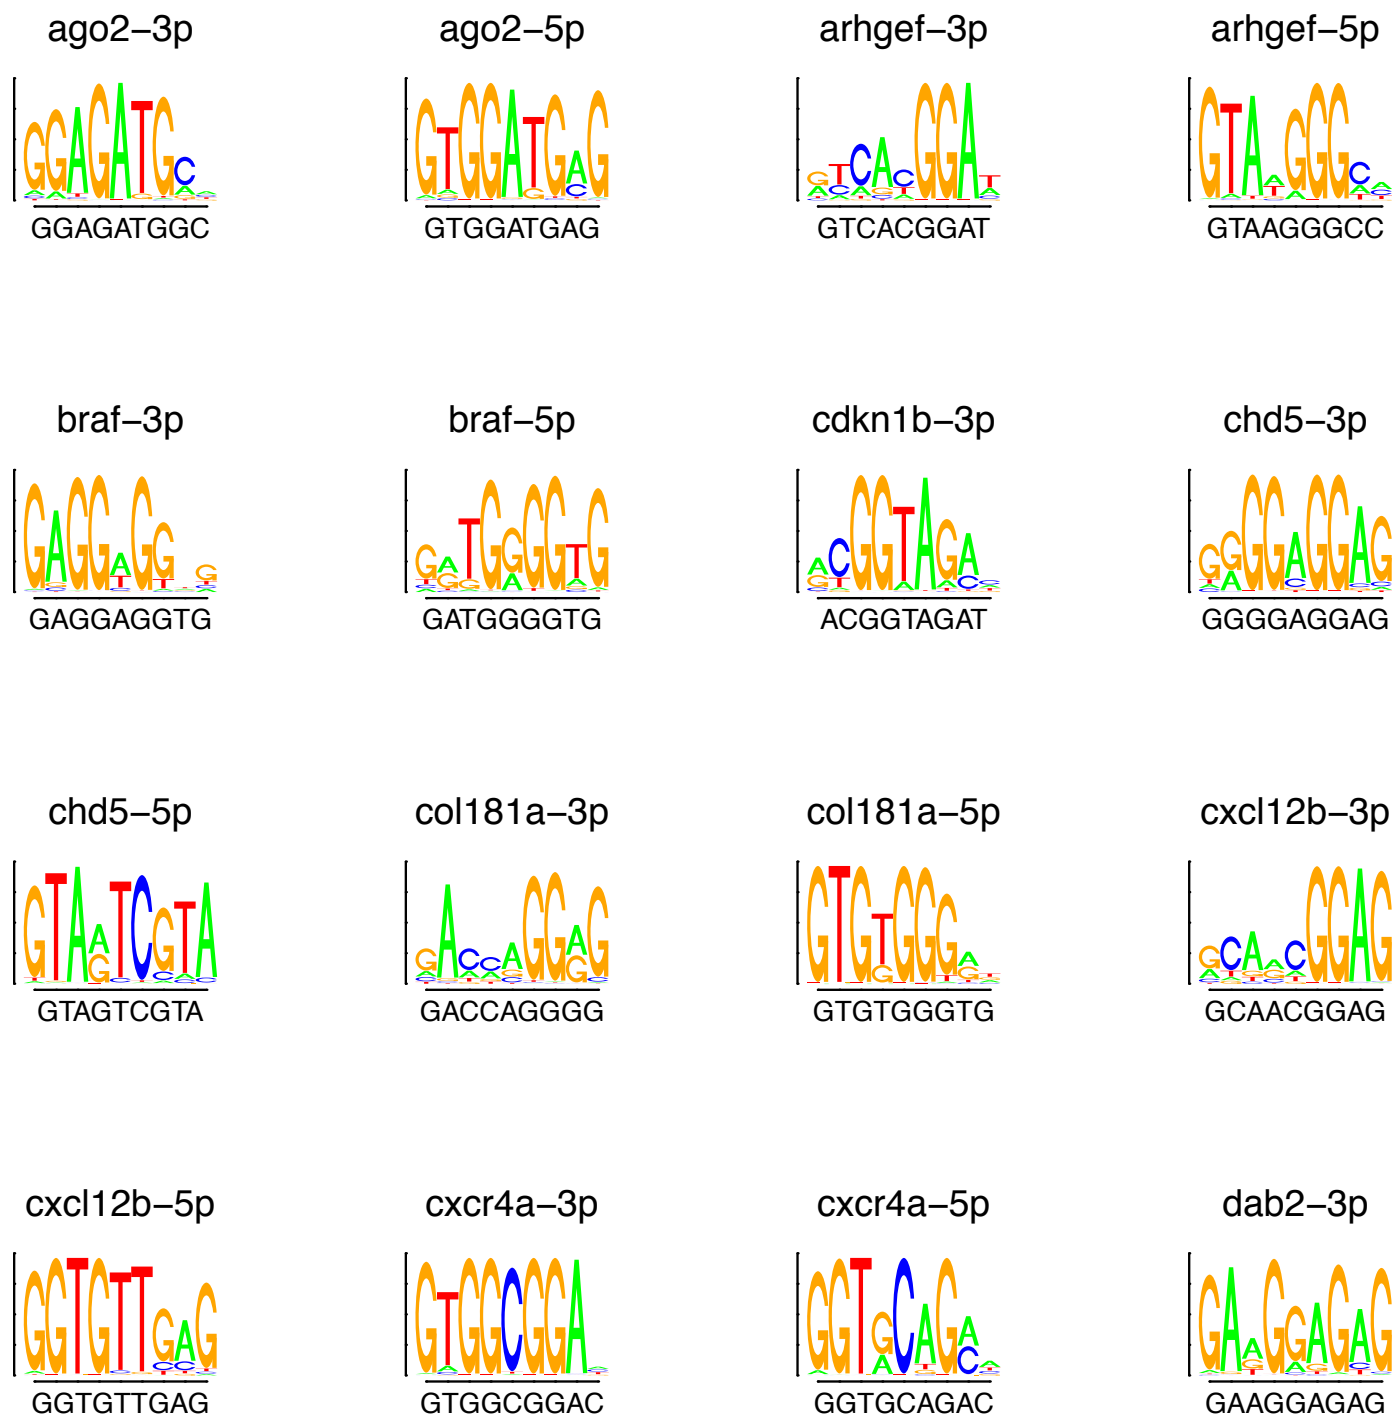 ago2−3p ago2−5p arhgef−3p arhgef−5p
GGAGATGGC GTGGATGAG GTCACGGAT GTAAGGGCC
braf−3p braf−5p cdkn1b−3p chd5−3p
GAGGAGGTG GATGGGGTG ACGGTAGAT GGGGAGGAG
chd5−5p col181a−3p col181a−5p cxcl12b−3p
GTAGTCGTA GACCAGGGG GTGTGGGTG GCAACGGAG
cxcl12b−5p cxcr4a−3p cxcr4a−5p dab2−3p
GGTGTTGAG GTGGCGGAC GGTGCAGAC GAAGGAGAG